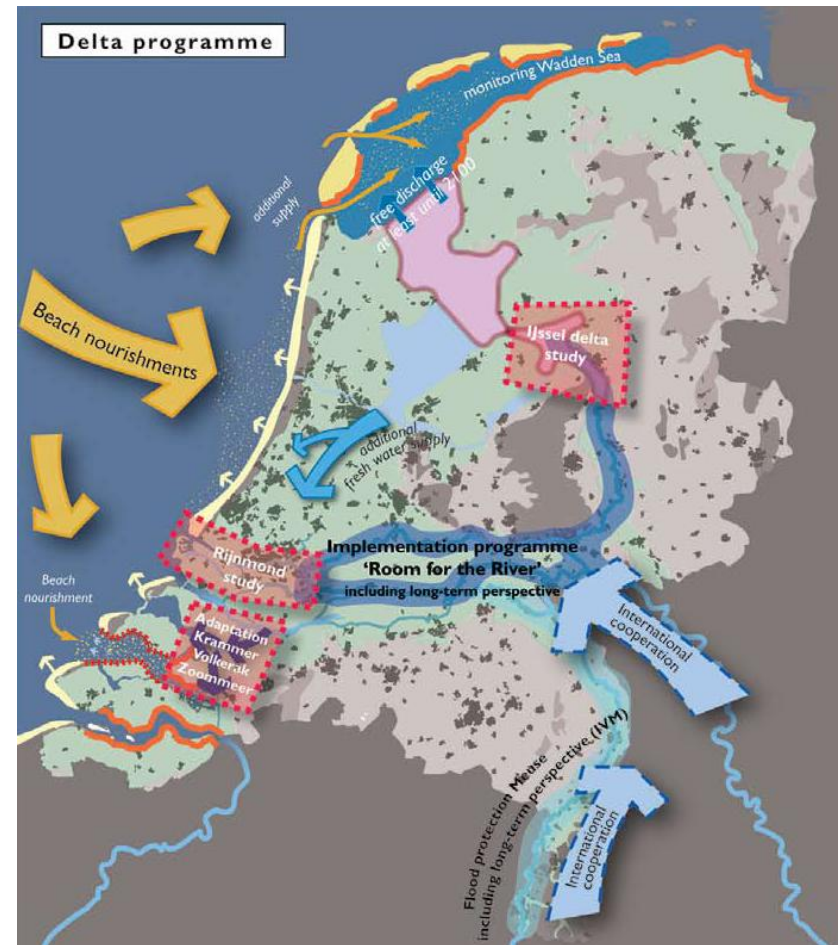 Delta programme
monitoring Wadden Sea
free discharge
at least until 2100
additional
supply
Beach nourishments
IJssel delta
study
additional
fresh water supply
Rijnmond
study
Implementation programme
'Room for the River'
including long-term perspective
Beach
nourishment
Adaptation
Krammer
Volkerak
Zoommeer
International
cooperation
Flood protection Meuse
including long-term perspective (IVM)
International
cooperation